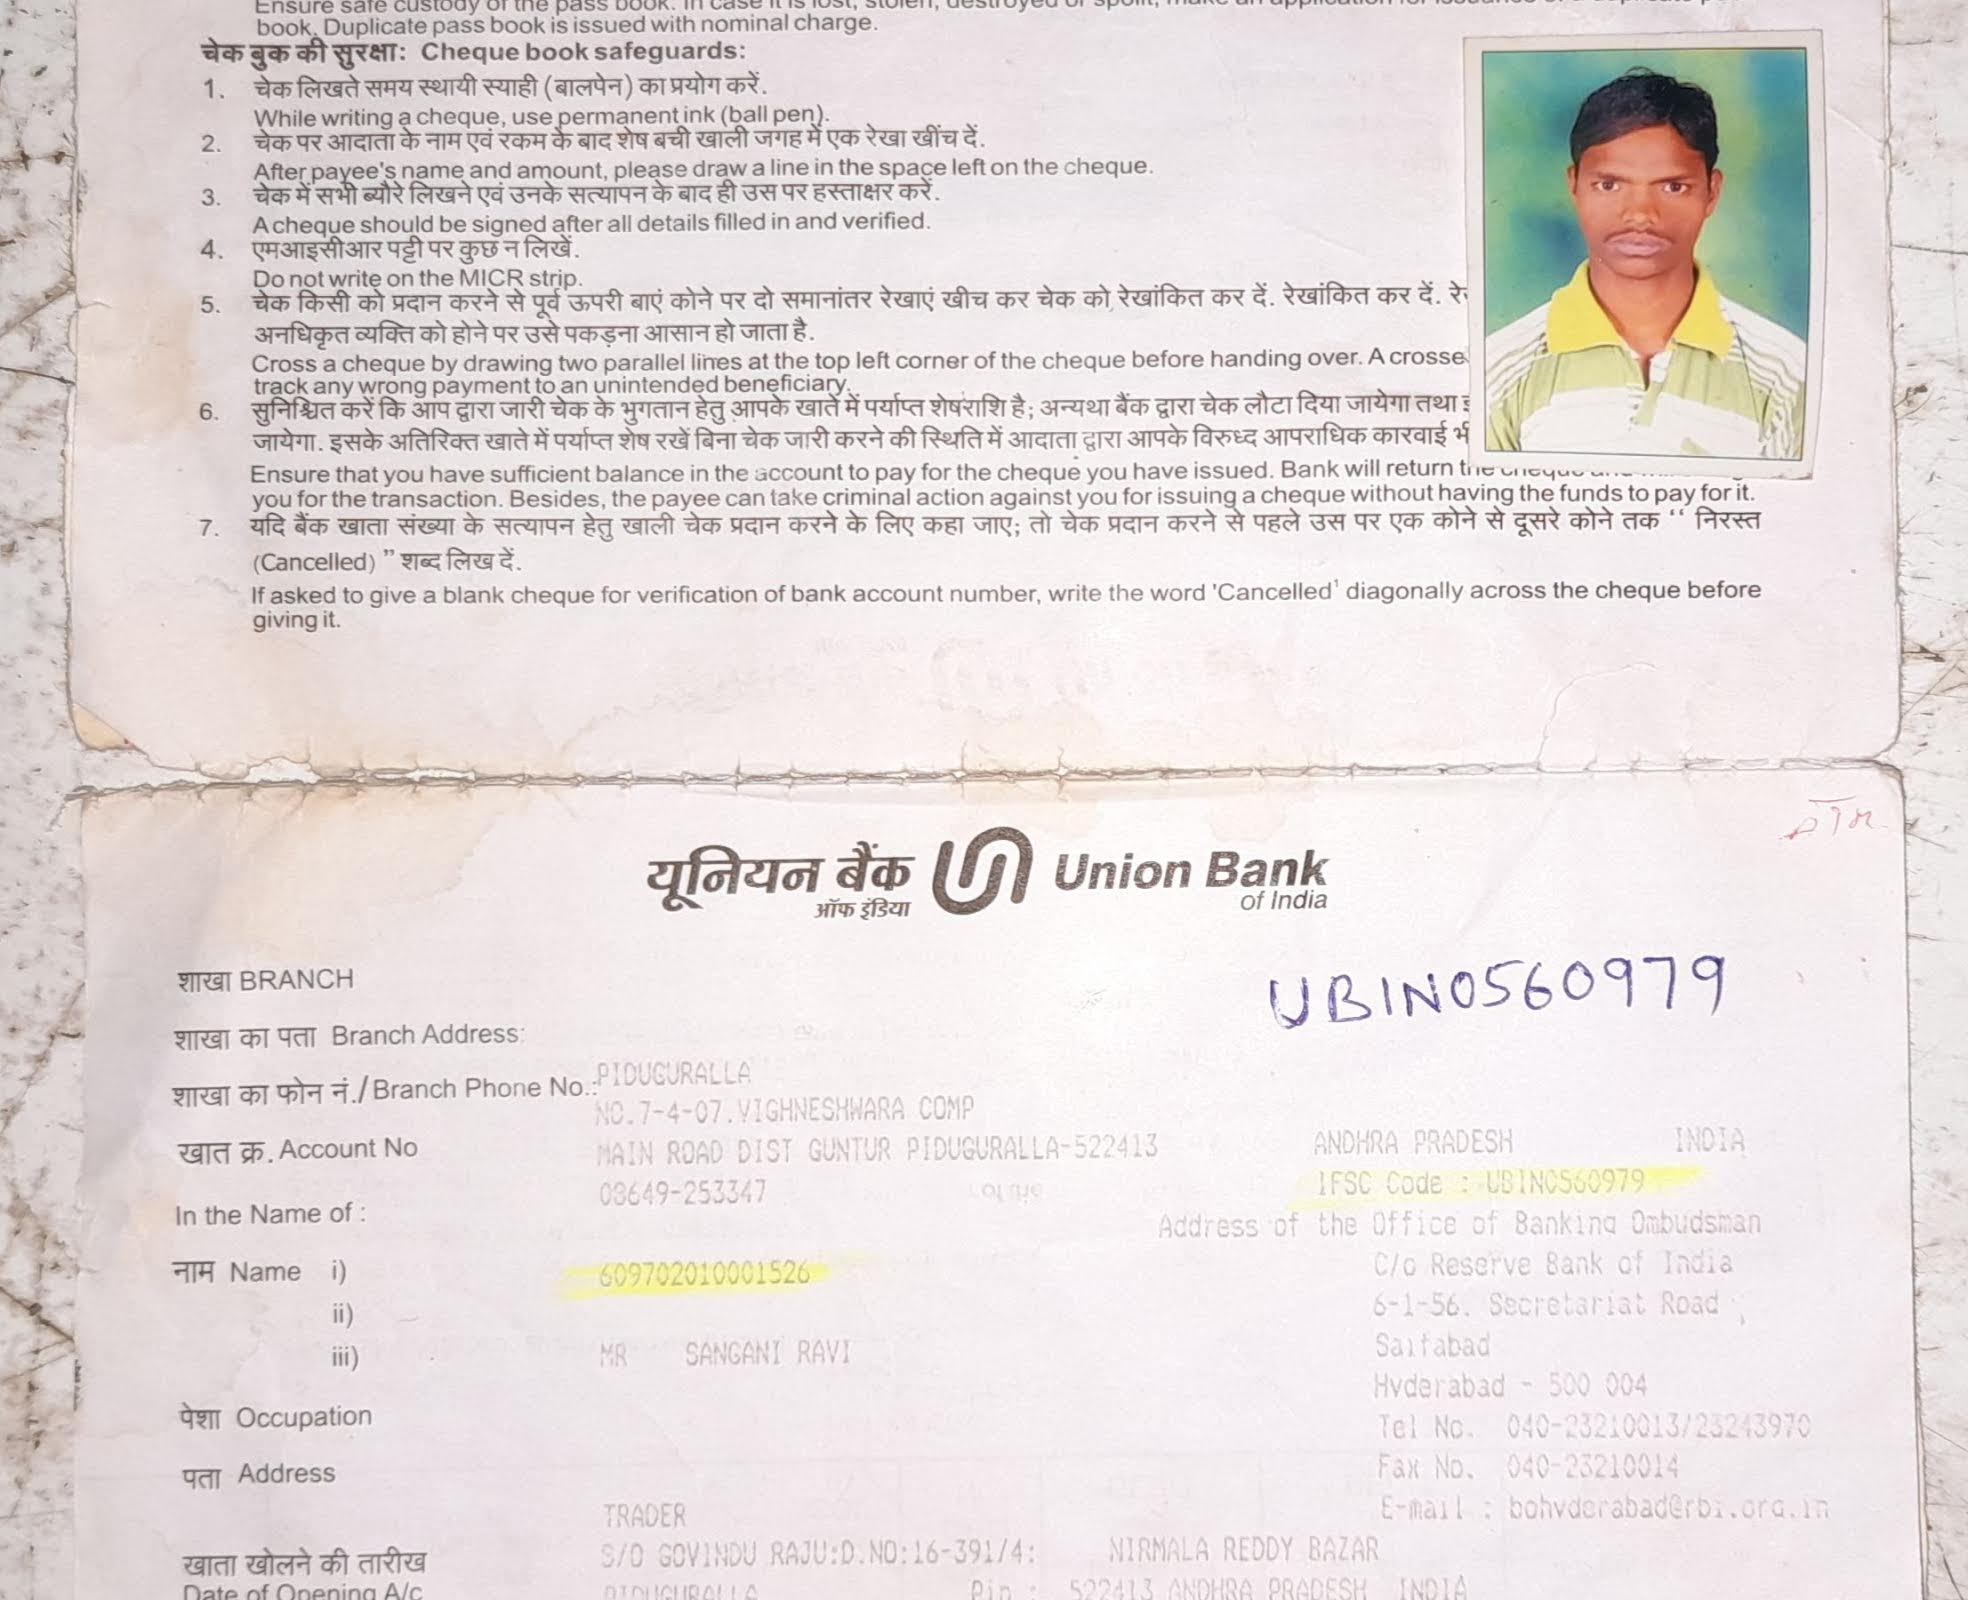 Ensure safe custody of the pass book. In case it is lost, stolen, destroyed or spoilt, make an application for issuance of a duplicate
book. Duplicate pass book is issued with nominal charge.
चेक बुक की सुरक्षा: Cheque book safeguards:
1. चेक लिखते समय स्थायी स्याही (बालपेन) का प्रयोग करें.
While writing a cheque, use permanent ink (ball pen).
2. चेक पर आदाता के नाम एवं रकम के बाद शेष बची खाली जगह में एक रेखा खींच दें.
After payee's name and amount, please draw a line in the space left on the cheque.
3. चेक में सभी ब्यौरे लिखने एवं उनके सत्यापन के बाद ही उस पर हस्ताक्षर करें.
A cheque should be signed after all details filled in and verified.
4. एमआइसीआर पट्टी पर कुछ न लिखें.
Do not write on the MICR strip.
5. चेक किसी को प्रदान करने से पूर्व ऊपरी बाएं कोने पर दो समानांतर रेखाएं खीच कर चेक को रेखांकित कर दें. रेखांकित कर दें.
अनधिकृत व्यक्ति को होने पर उसे पकड़ना आसान हो जाता है.
Cross a cheque by drawing two parallel lines at the top left corner of the cheque before handing over. A crosse
track any wrong payment to an unintended beneficiary.
6. सुनिश्चित करें कि आप द्वारा जारी चेक के भुगतान हेतु आपके खाते में पर्याप्त शेषराशि है; अन्यथा बैंक द्वारा चेक लौटा दिया जायेगा तथा
जायेगा. इसके अतिरिक्त खाते में पर्याप्त शेष रखें बिना चेक जारी करने की स्थिति में आदाता द्वारा आपके विरुध्द आपराधिक कारवाई भी
Ensure that you have sufficient balance in the account to pay for the cheque you have issued. Bank will return the cheque
you for the transaction. Besides, the payee can take criminal action against you for issuing a cheque without having the funds to pay for it.
7. यदि बैंक खाता संख्या के सत्यापन हेतु खाली चेक प्रदान करने के लिए कहा जाए; तो चेक प्रदान करने से पहले उस पर एक कोने से दूसरे कोने तक “ निरस्त
(Cancelled) ” शब्द लिख दें.
If asked to give a blank cheque for verification of bank account number, write the word 'Cancelled' diagonally across the cheque before
giving it.
यूनियन बैंक Union Bank
ऑफ इंडिया of India
शाखा BRANCH
UBIN0560979
शाखा का पता Branch Address:
शाखा का फोन नं./Branch Phone No.:
PIDUGURALLA
NO.7-4-07.VIGHNESHWARA COMP
खात क्र. Account No
MAIN ROAD DIST GUNTUR PIDUGURALLA-522413 ANDHRA PRADESH INDIA
08649-253347 IFSC Code : UBIN0560979
In the Name of :
Address of the Office of Banking Ombudsman
नाम Name i) 609702010001526 C/o Reserve Bank of India
ii) 6-1-56. Secretariat Road
iii) MR SANGANI RAVI Saifabad
Hyderabad - 500 004
पेशा Occupation Tel No. 040-23210013/23243970
पता Address Fax No. 040-23210014
TRADER E-mail : bohyderabad@rbi.org.in
खाता खोलने की तारीख S/O GOVINDU RAJU:D.NO:16-391/4: NIRMALA REDDY BAZAR
Date of Opening A/c PIDUGURALLA Pin : 522413 ANDHRA PRADESH INDIA